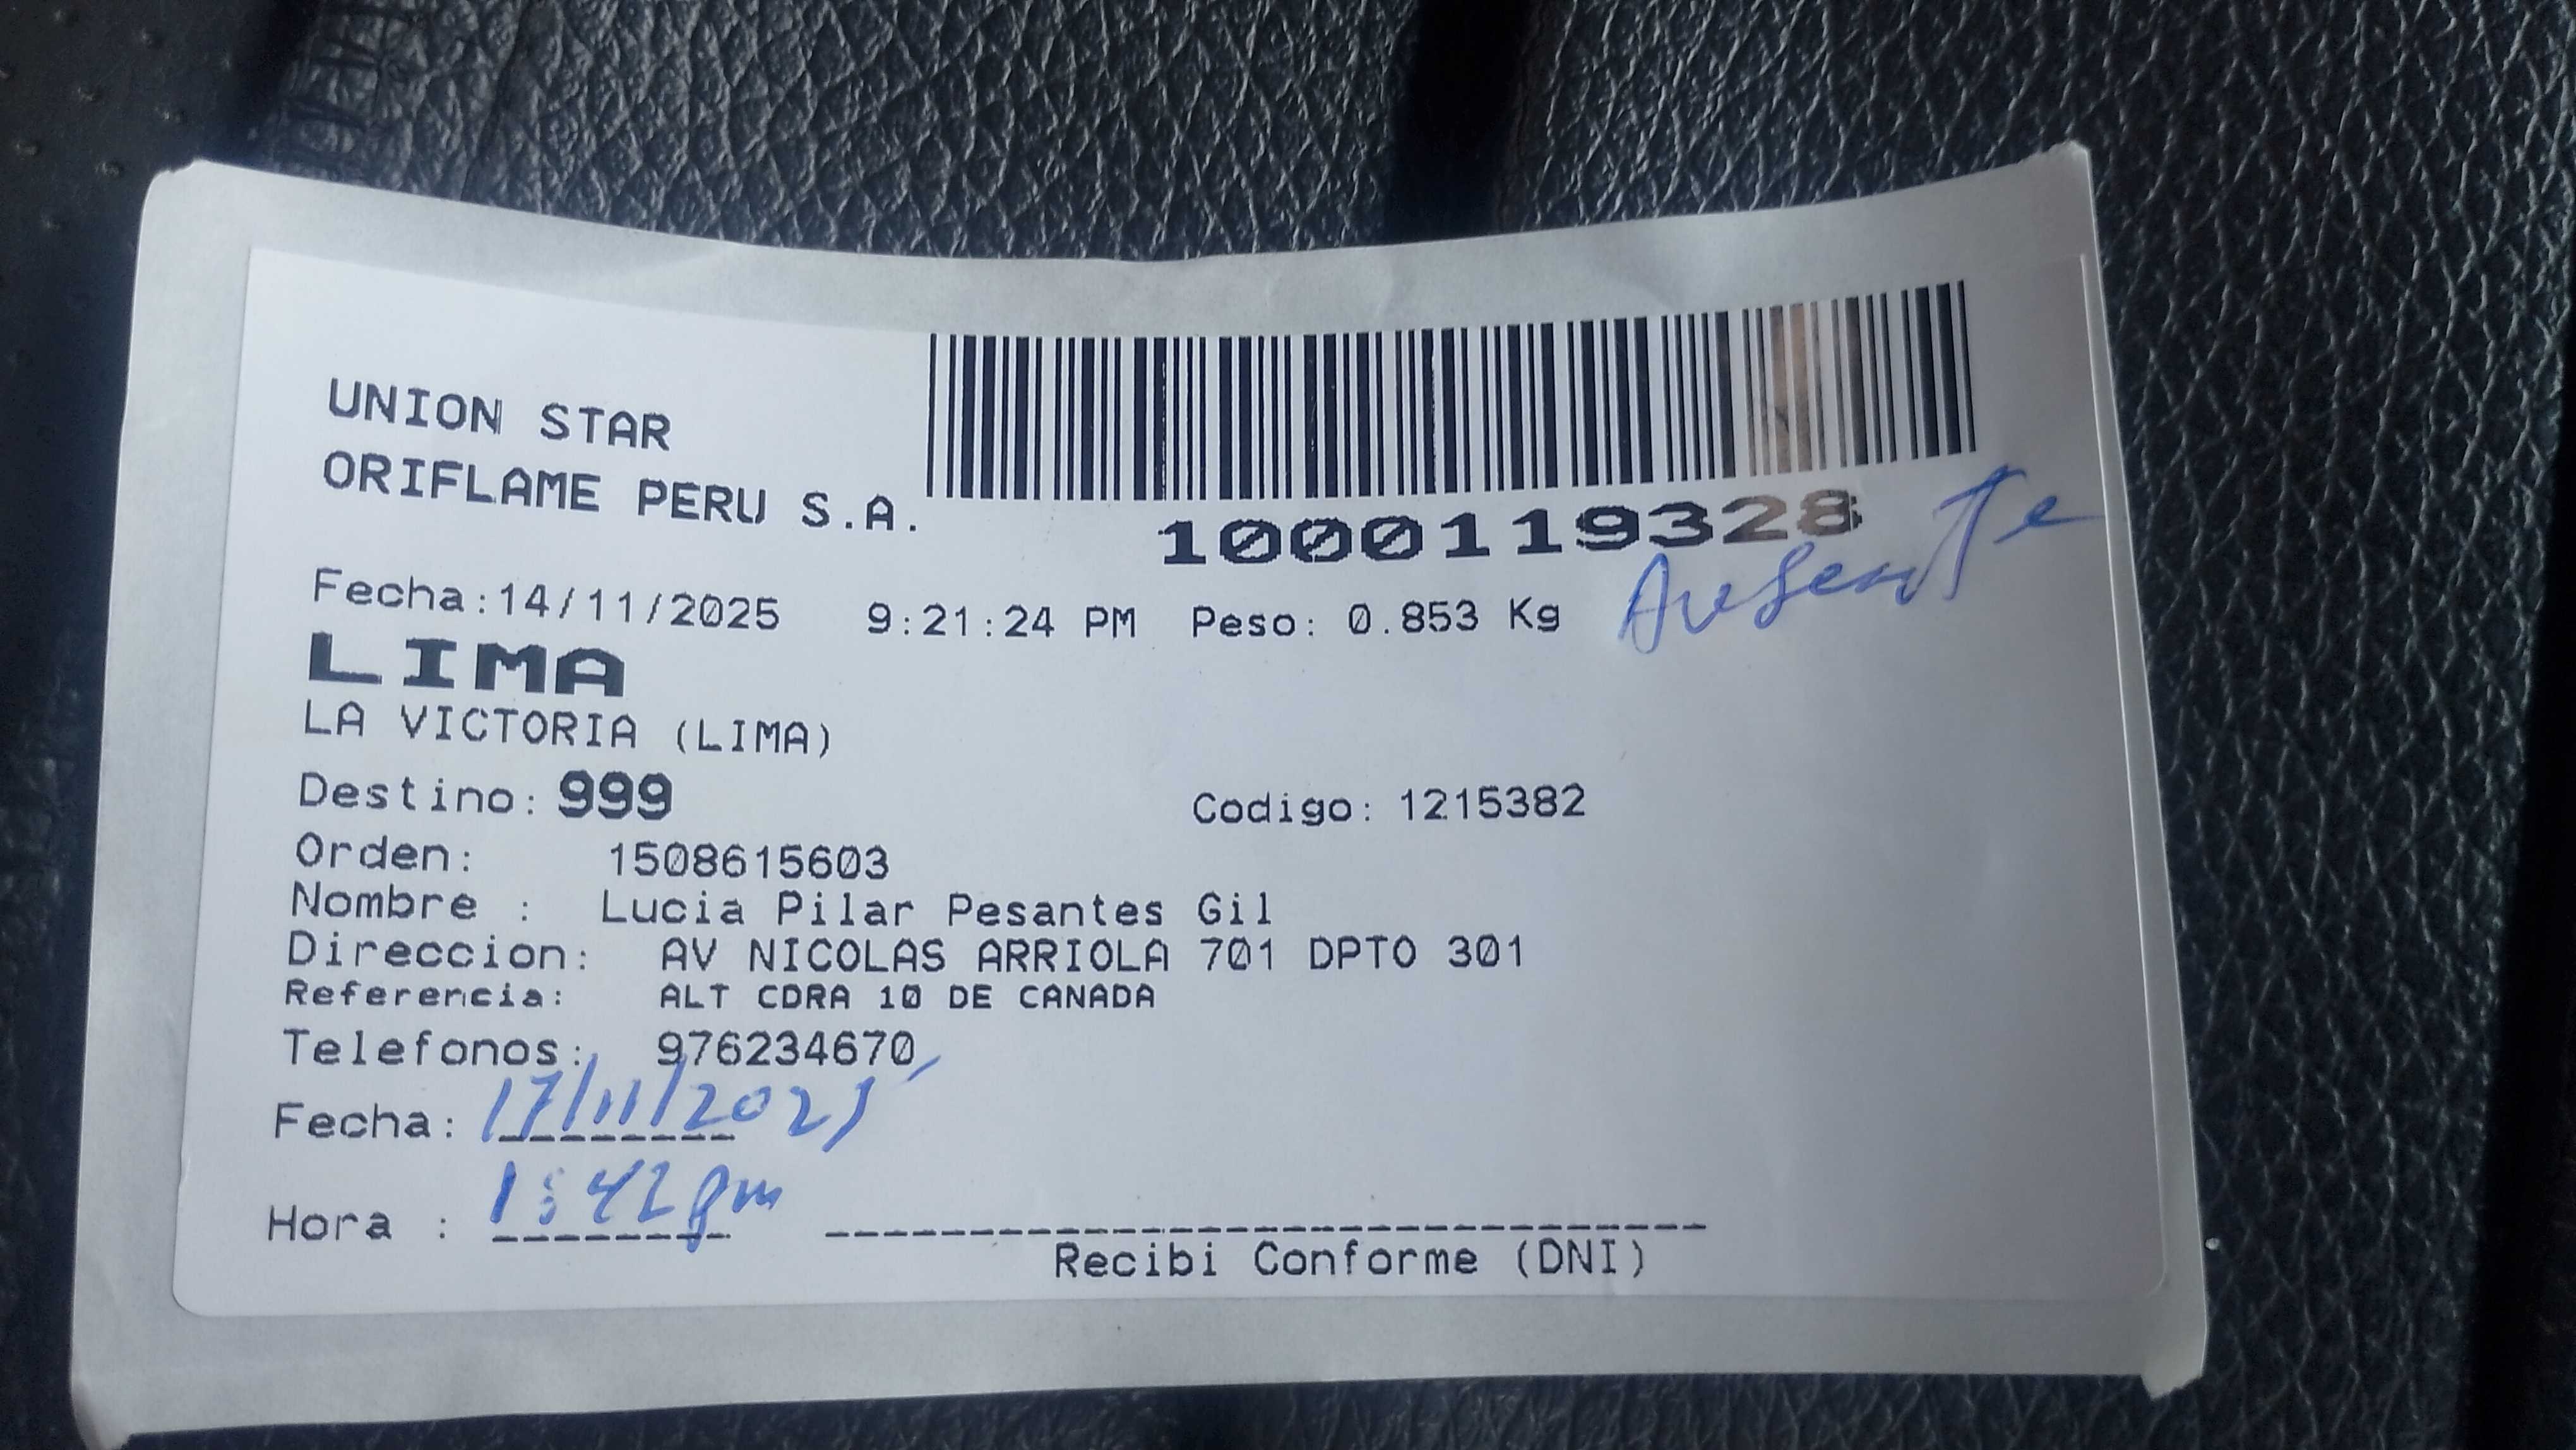 UNION STAR
ORIFLAME PERU S.A.
1000119328
Ausente
Fecha:14/11/2025 9:21:24 PM Peso: 0.853 Kg
LIMA
LA VICTORIA (LIMA)
Destino: 999 Codigo: 1215382
Orden: 1508615603
Nombre : Lucia Pilar Pesantes Gil
Direccion: AV NICOLAS ARRIOLA 701 DPTO 301
Referencia: ALT CDRA 10 DE CANADA
Telefonos: 976234670
Fecha: 17/11/2025
Hora : 1:42 pm
Recibi Conforme (DNI)